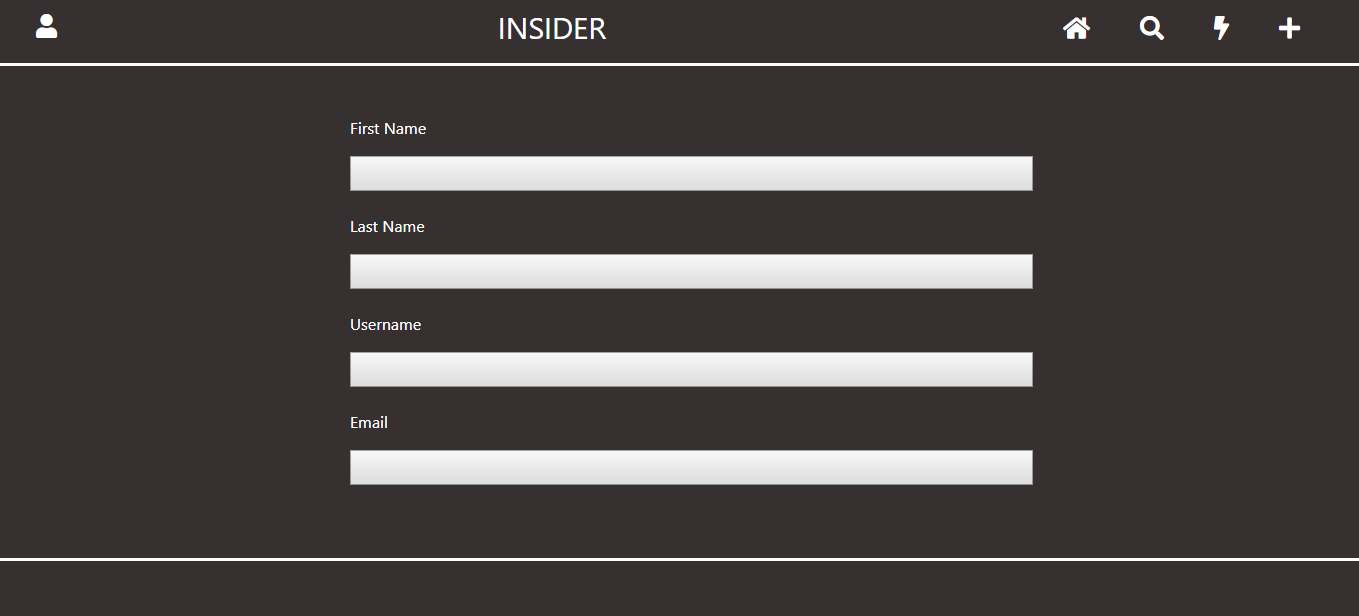 INSIDER
First Name
Last Name
Username
Email